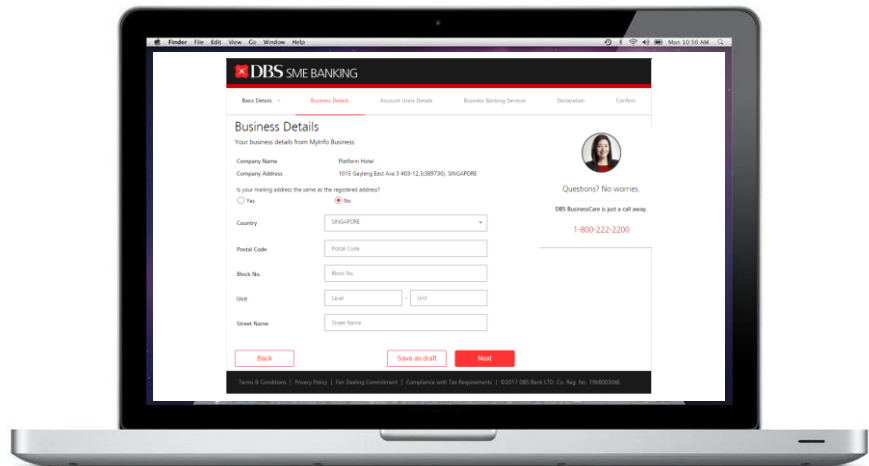 Finder File Edit View Go Window Help Mon 10:50 AM
DBS SME BANKING
Basic Details Business Details Account Users Details Business Banking Services Declaration Confirm
Business Details
Your business details from MyInfo Business:
Company Name Platform Hotel
Company Address 1015 Geylang East Ave 3 #03-12,S(389730), SINGAPORE
Is your mailing address the same as the registered address?
Yes No
Country SINGAPORE
Postal Code Postal Code
Block No. Block No.
Unit Level - Unit
Street Name Street Name
Back Save as draft Next
Questions? No worries.
DBS BusinessCare is just a call away.
1-800-222-2200
Terms & Conditions | Privacy Policy | Fair Dealing Commitment | Compliance with Tax Requirements | ©2017 DBS Bank LTD. Co. Reg. No. 196800306E